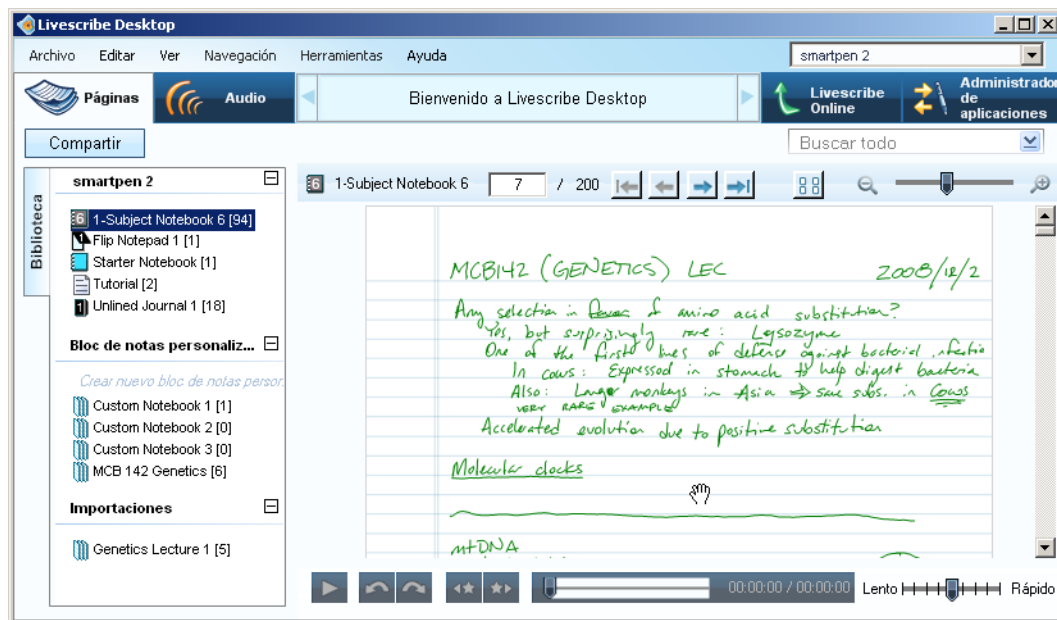 Livescribe Desktop
Archivo Editar Ver Navegación Herramientas Ayuda
smartpen 2
Páginas
Audio
Bienvenido a Livescribe Desktop
Livescribe Online
Administrador de aplicaciones
Compartir
Buscar todo
Biblioteca
smartpen 2
1-Subject Notebook 6 [94]
Flip Notepad 1 [1]
Starter Notebook [1]
Tutorial [2]
Unlined Journal 1 [18]
Bloc de notas personaliz...
Crear nuevo bloc de notas persor
Custom Notebook 1 [1]
Custom Notebook 2 [0]
Custom Notebook 3 [0]
MCB 142 Genetics [6]
Importaciones
Genetics Lecture 1 [5]
1-Subject Notebook 6 7 / 200
MCB142 (GENETICS) LEC 2008/12/2
Any selection in of amino acid substitution?
Yes, but surprisingly rare: Lysozyme
One of the first lines of defense against bacterial infectio
In cows: Expressed in stomach to help digest bacteria
Also: Langur monkeys in Asia ⇒ same subs. in Cows
VERY RARE EXAMPLE
Accelerated evolution due to positive substitution
Molecular clocks
mtDNA
00:00:00 / 00:00:00
Lento Rápido